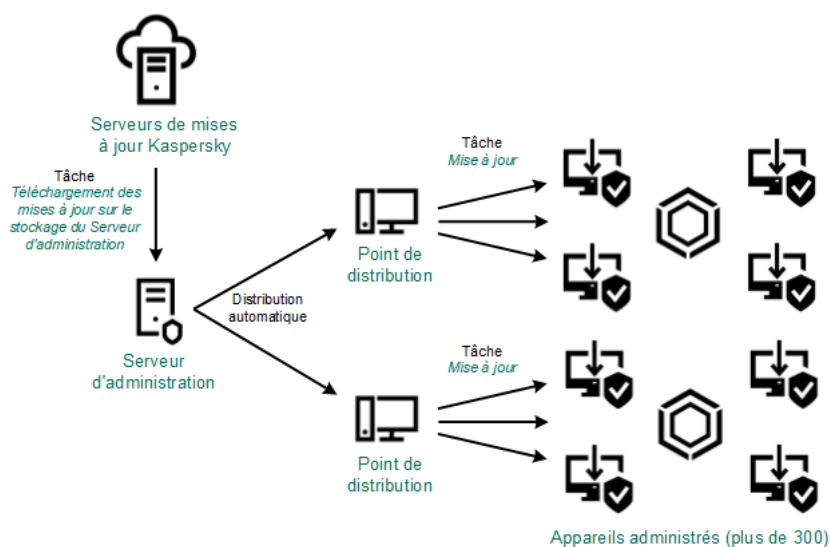 Serveurs de mises
à jour Kaspersky
Tâche
Téléchargement des
mises à jour sur le
stockage du Serveur
d'administration
Serveur
d'administration
Distribution
automatique
Point de
distribution
Tâche
Mise à jour
Point de
distribution
Tâche
Mise à jour
Appareils administrés (plus de 300)